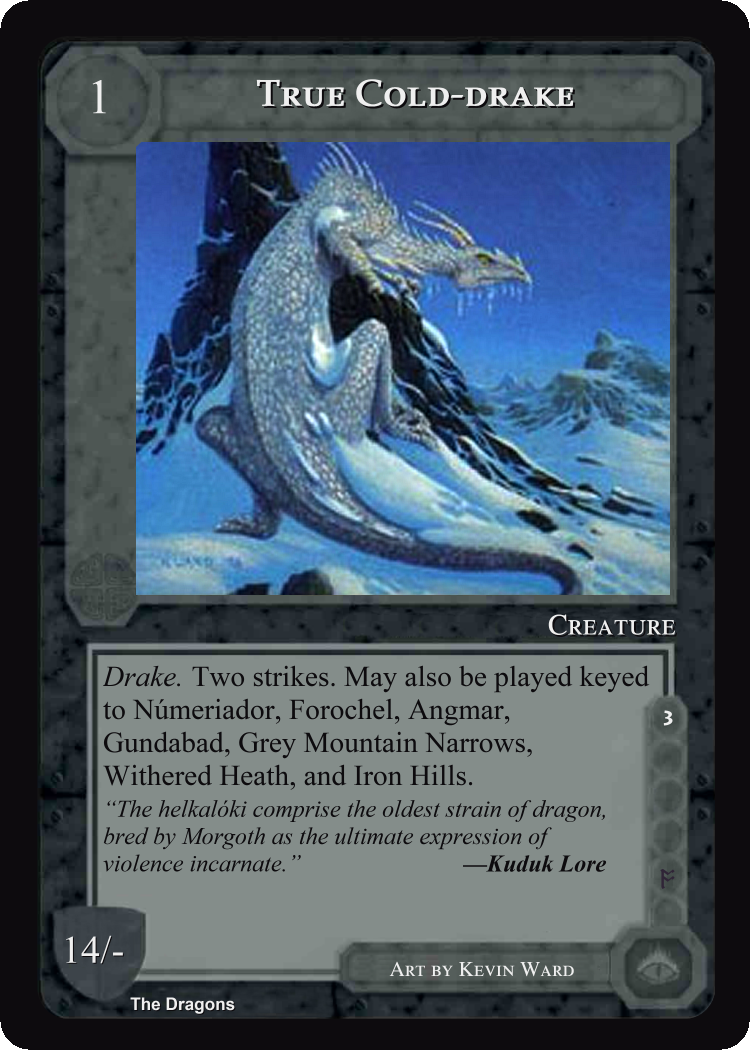 1
True Cold-drake
Creature
Drake. Two strikes. May also be played keyed
to Númeriador, Forochel, Angmar,
Gundabad, Grey Mountain Narrows,
Withered Heath, and Iron Hills.
“The helkalóki comprise the oldest strain of dragon,
bred by Morgoth as the ultimate expression of
violence incarnate.” —Kuduk Lore
3
14/-
Art by Kevin Ward
The Dragons